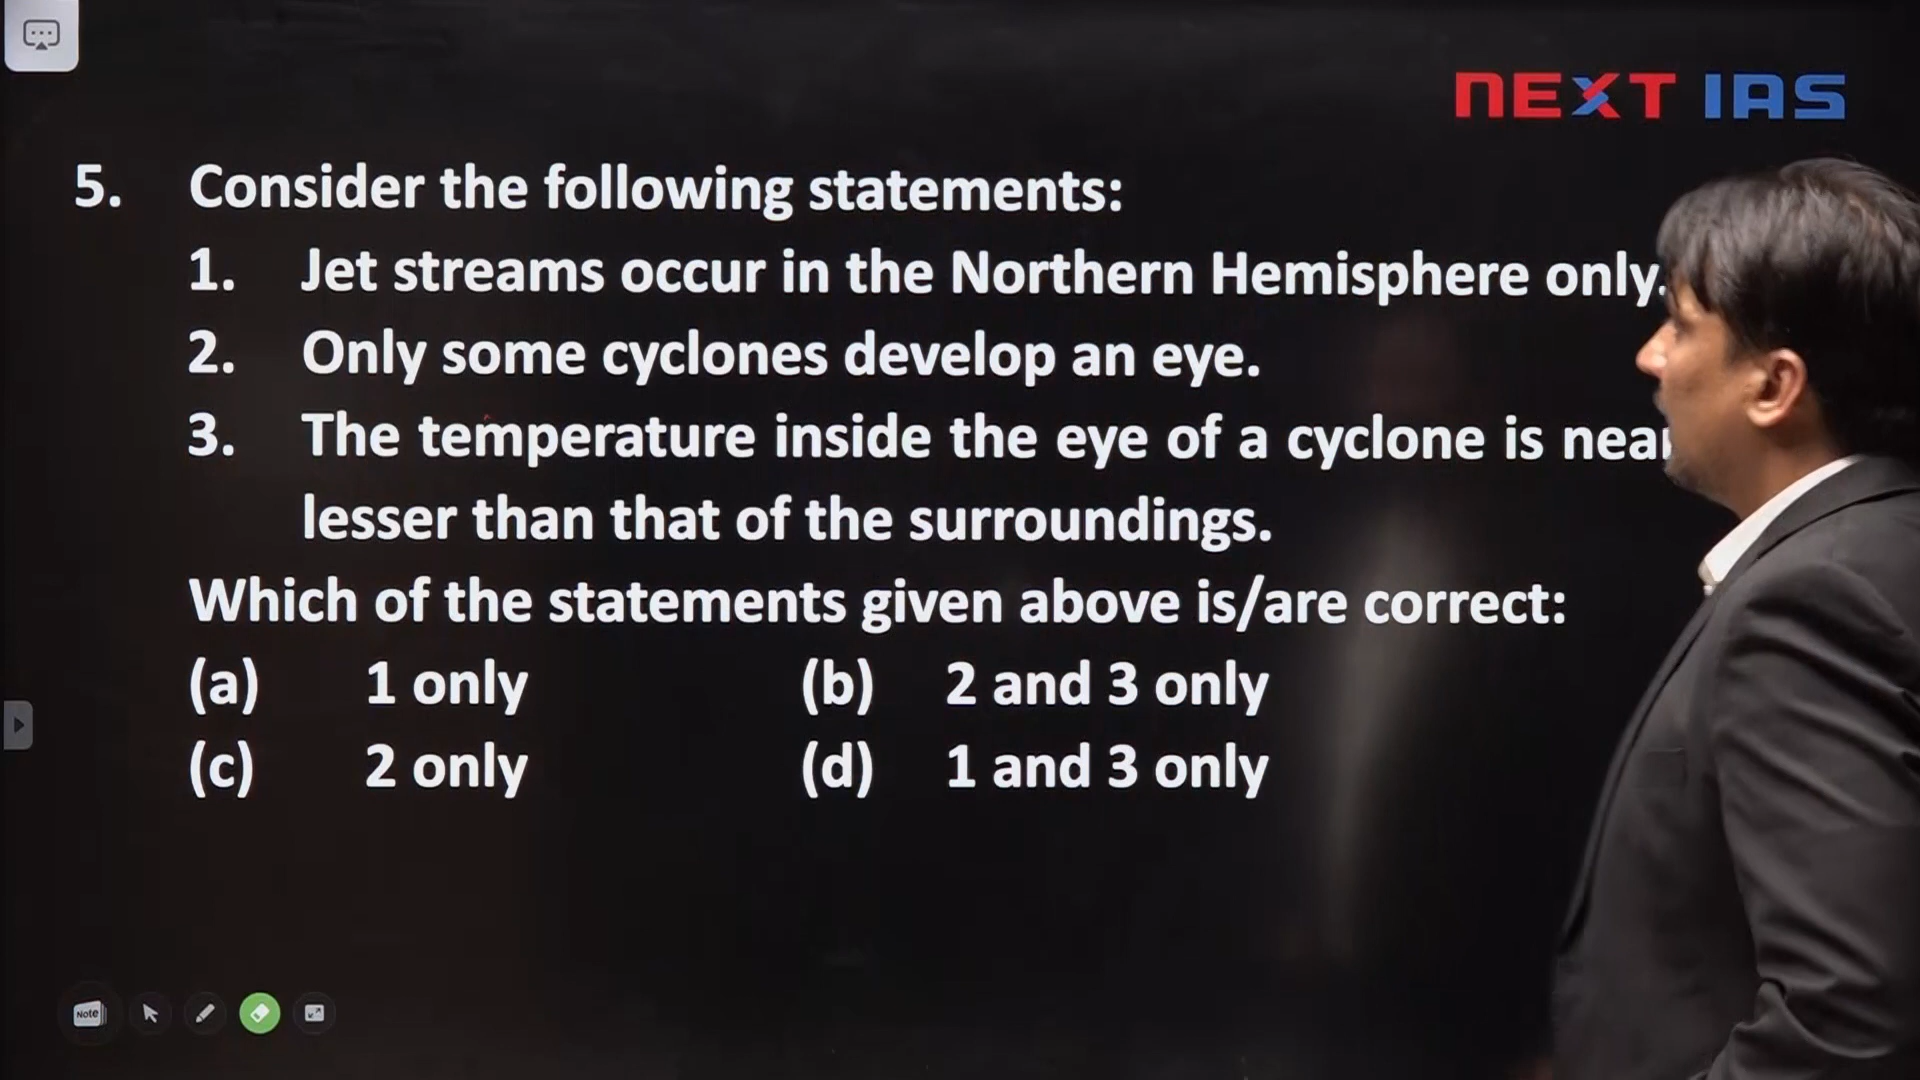 NEXT IAS
5. Consider the following statements:
1. Jet streams occur in the Northern Hemisphere only.
2. Only some cyclones develop an eye.
3. The temperature inside the eye of a cyclone is
lesser than that of the surroundings.
Which of the statements given above is/are correct:
(a) 1 only (b) 2 and 3 only
(c) 2 only (d) 1 and 3 only
Note